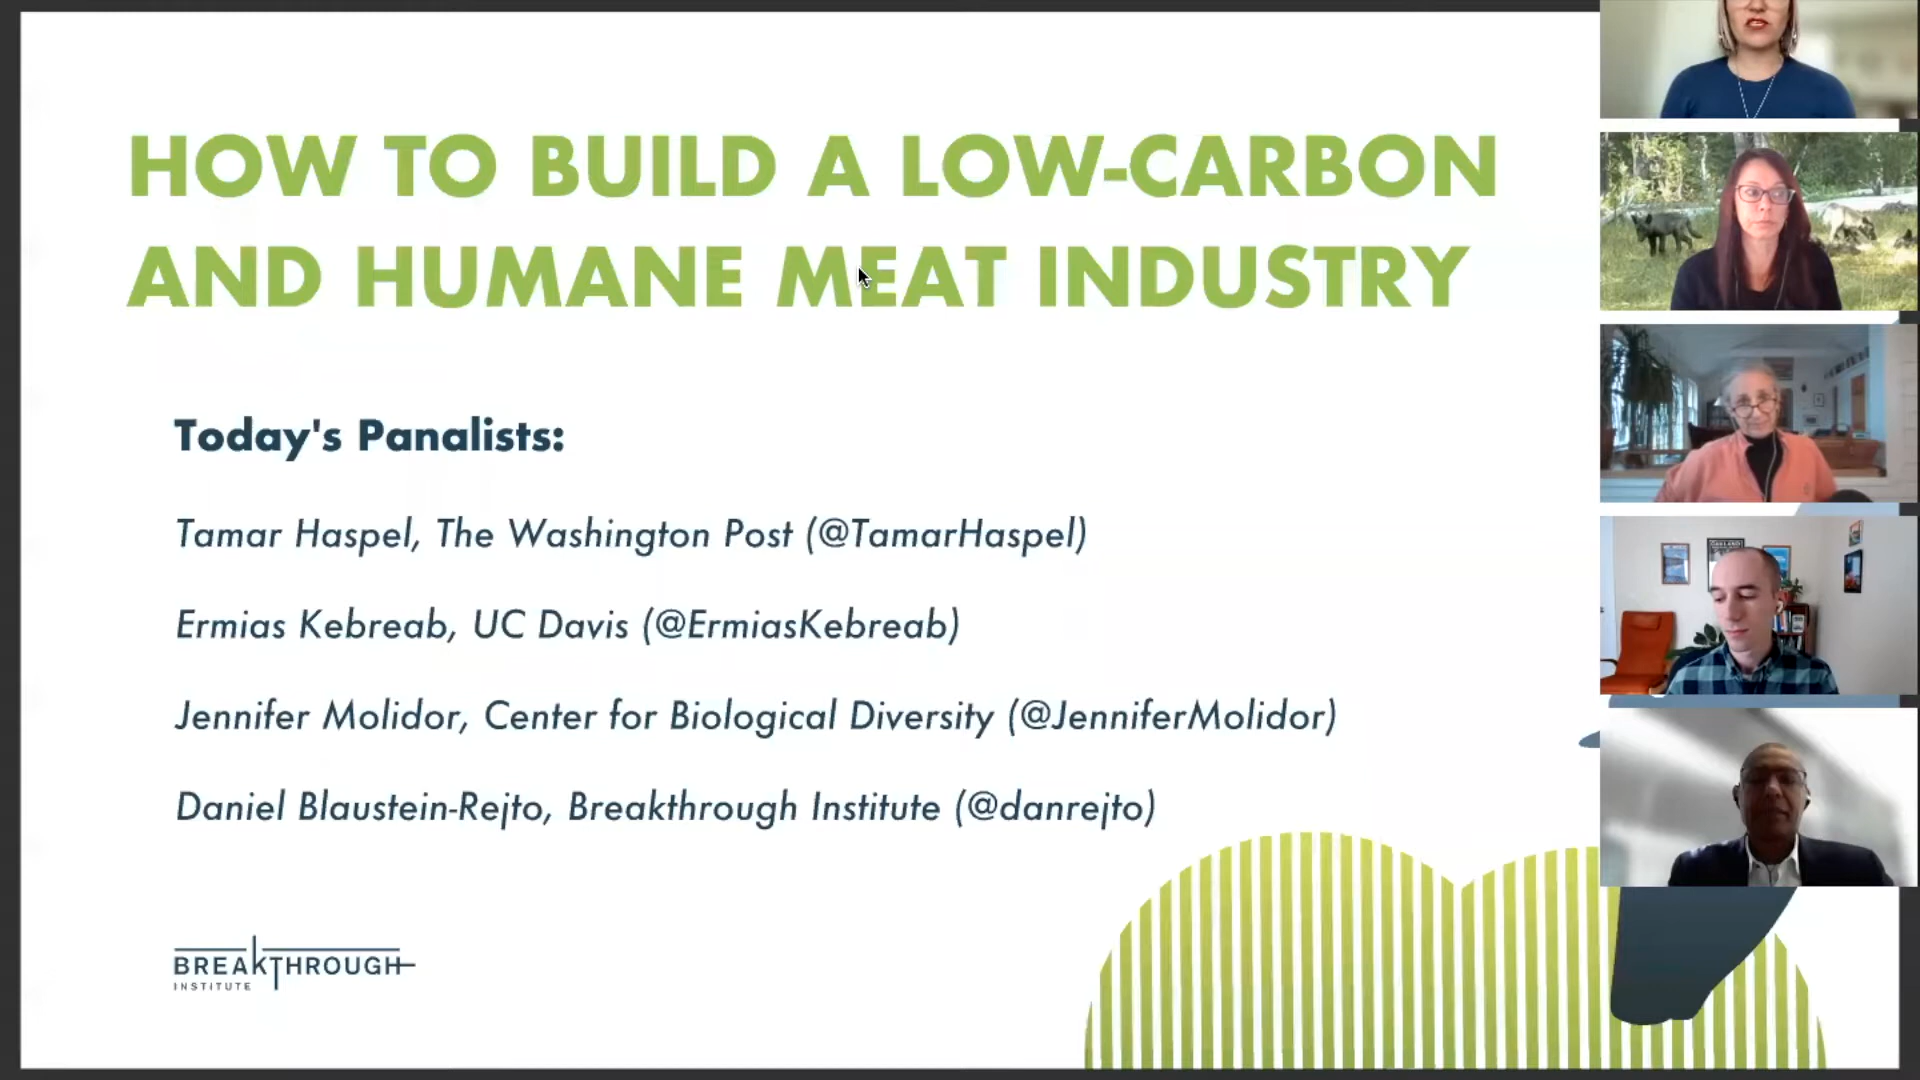 HOW TO BUILD A LOW-CARBON
AND HUMANE MEAT INDUSTRY
Today's Panalists:
Tamar Haspel, The Washington Post (@TamarHaspel)
Ermias Kebreab, UC Davis (@ErmiasKebreab)
Jennifer Molidor, Center for Biological Diversity (@JenniferMolidor)
Daniel Blaustein-Rejto, Breakthrough Institute (@danrejto)
BREAKTHROUGH
INSTITUTE